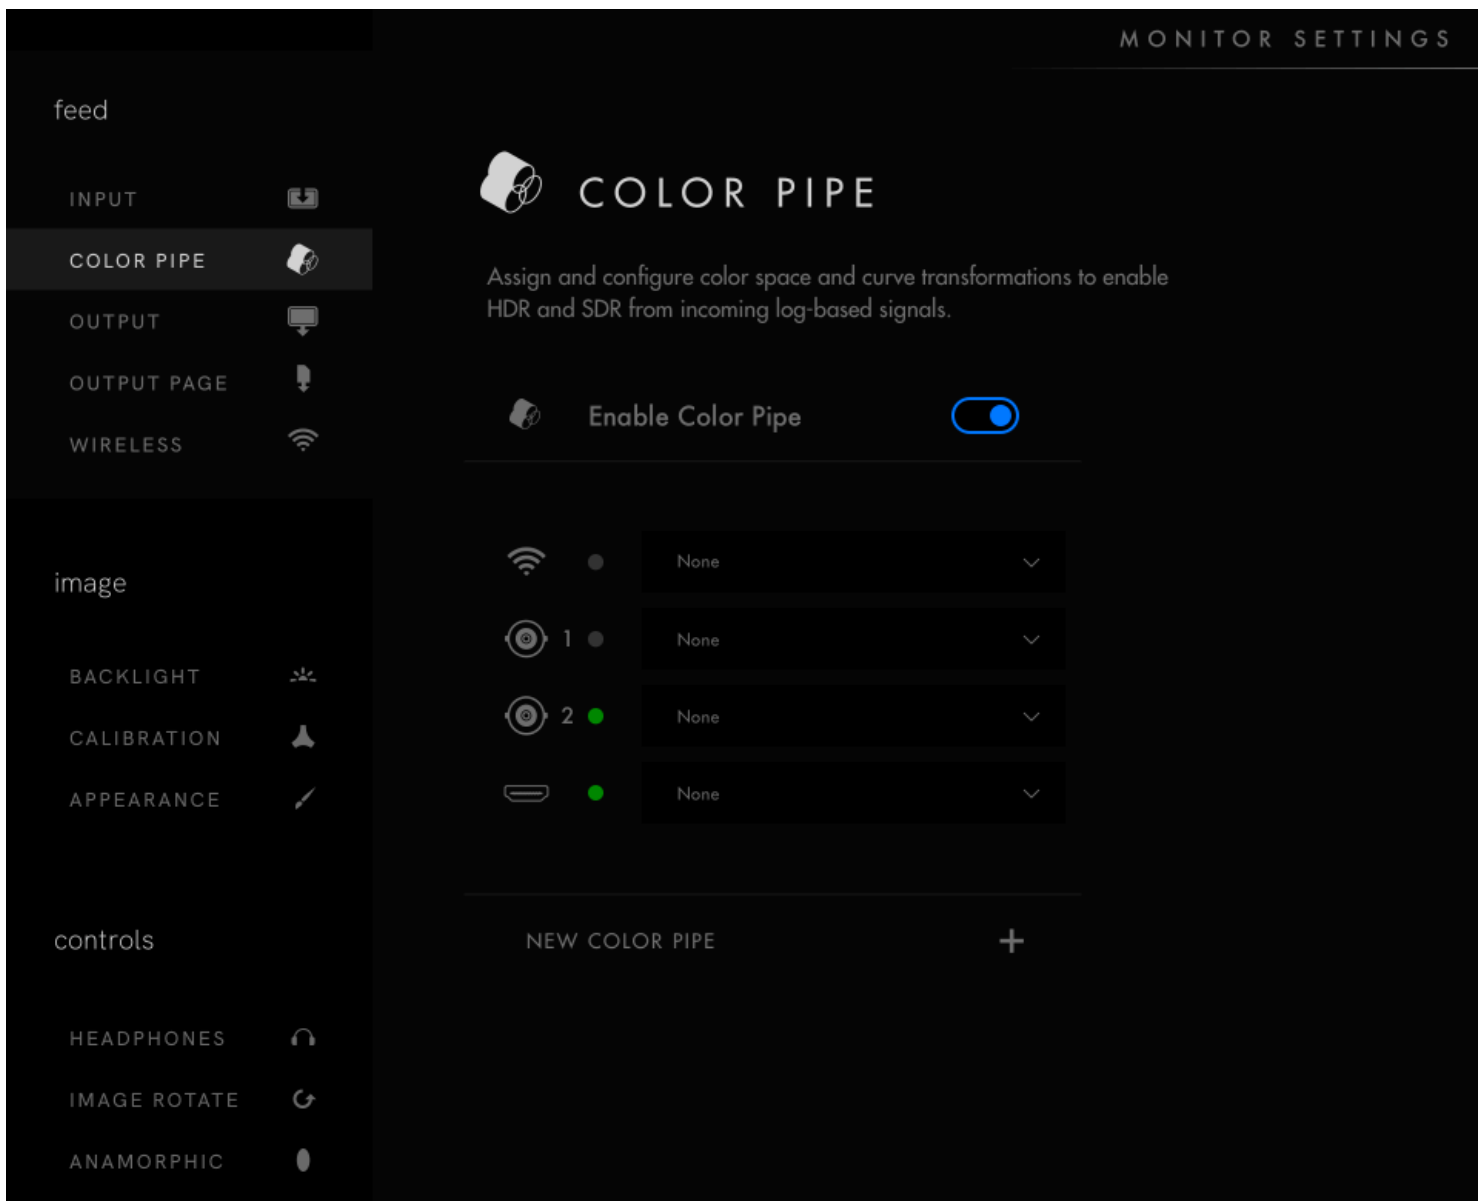 MONITOR SETTINGS
feed
INPUT
COLOR PIPE
OUTPUT
OUTPUT PAGE
WIRELESS
image
BACKLIGHT
CALIBRATION
APPEARANCE
controls
HEADPHONES
IMAGE ROTATE
ANAMORPHIC
COLOR PIPE
Assign and configure color space and curve transformations to enable
HDR and SDR from incoming log-based signals.
Enable Color Pipe
None
1 None
2 None
None
NEW COLOR PIPE +